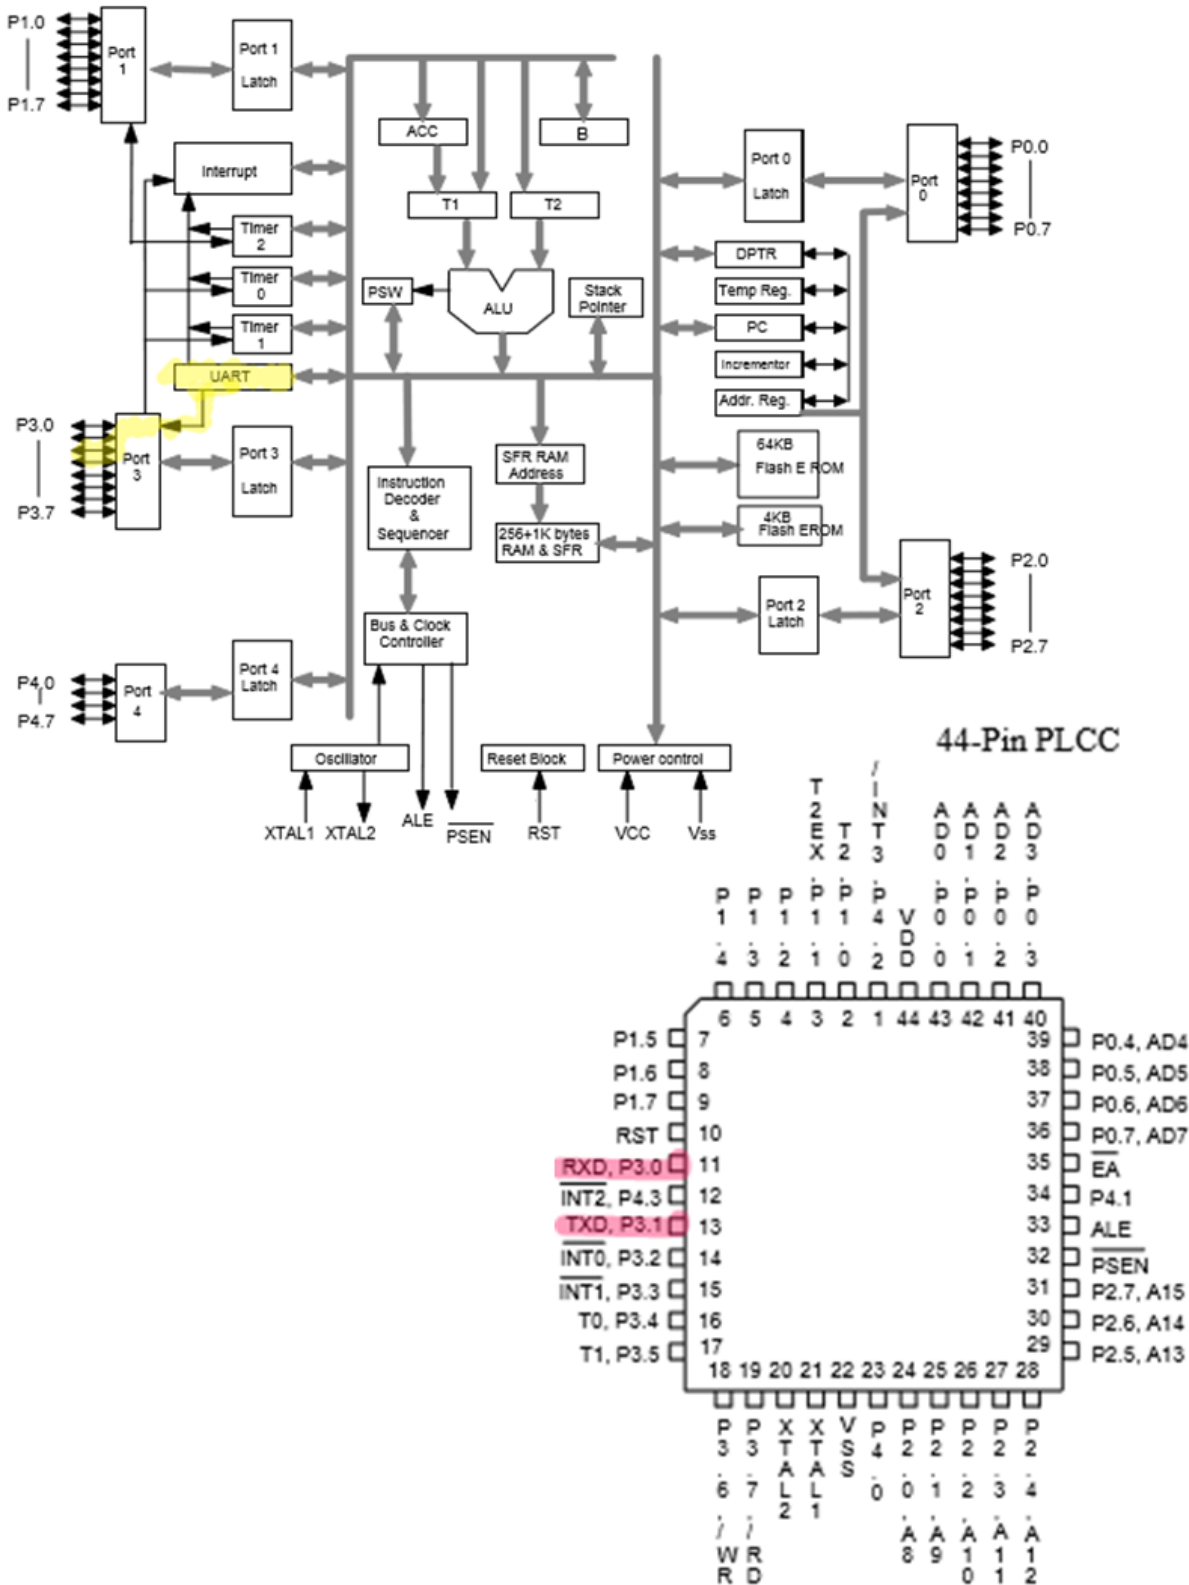 P1.0
P1.7
Port
1
Port 1
Latch
Interrupt
Timer
2
Timer
0
Timer
1
UART
P3.0
P3.7
Port
3
Port 3
Latch
P4.0
P4.7
Port
4
Port 4
Latch
ACC
B
T1
T2
PSW
ALU
Stack
Pointer
Instruction
Decoder
&
Sequencer
SFR RAM
Address
256+1K bytes
RAM & SFR
Bus & Clock
Controller
Oscillator
Reset Block
Power control
XTAL1
XTAL2
ALE
PSEN
RST
VCC
Vss
Port 0
Latch
Port
0
P0.0
P0.7
DPTR
Temp Reg.
PC
Incrementor
Addr. Reg.
64KB
Flash E ROM
4KB
Flash EROM
Port 2
Latch
Port
2
P2.0
P2.7
44-Pin PLCC
P1.4
P1.3
P1.2
T2EX,P1.1
T2,P1.0
/INT3,P4.2
VDD
AD0,P0.0
AD1,P0.1
AD2,P0.2
AD3,P0.3
6 5 4 3 2 1 44 43 42 41 40
P1.5 7
P1.6 8
P1.7 9
RST 10
RXD, P3.0 11
INT2, P4.3 12
TXD, P3.1 13
INT0, P3.2 14
INT1, P3.3 15
T0, P3.4 16
T1, P3.5 17
39 P0.4, AD4
38 P0.5, AD5
37 P0.6, AD6
36 P0.7, AD7
35 EA
34 P4.1
33 ALE
32 PSEN
31 P2.7, A15
30 P2.6, A14
29 P2.5, A13
18 19 20 21 22 23 24 25 26 27 28
P3.6,/WR
P3.7,/RD
XTAL2
XTAL1
VSS
P4.0
P2.0,A8
P2.1,A9
P2.2,A10
P2.3,A11
P2.4,A12